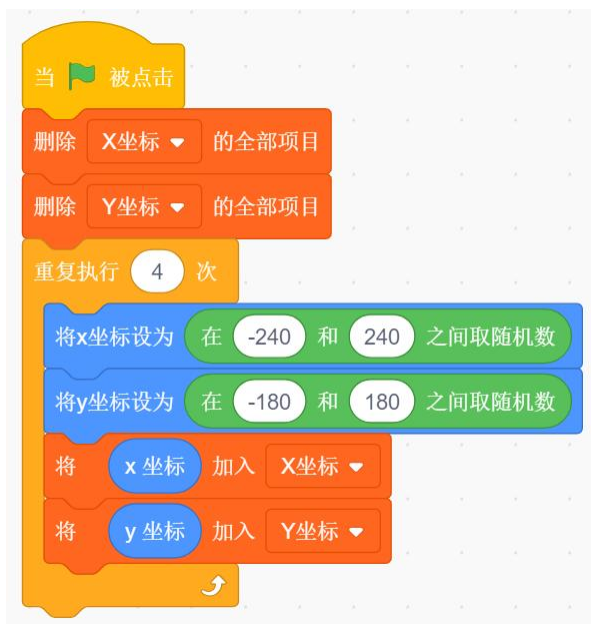 当 被点击
删除 X坐标 的全部项目
删除 Y坐标 的全部项目
重复执行 4 次
将x坐标设为 在 -240 和 240 之间取随机数
将y坐标设为 在 -180 和 180 之间取随机数
将 x 坐标 加入 X坐标
将 y 坐标 加入 Y坐标